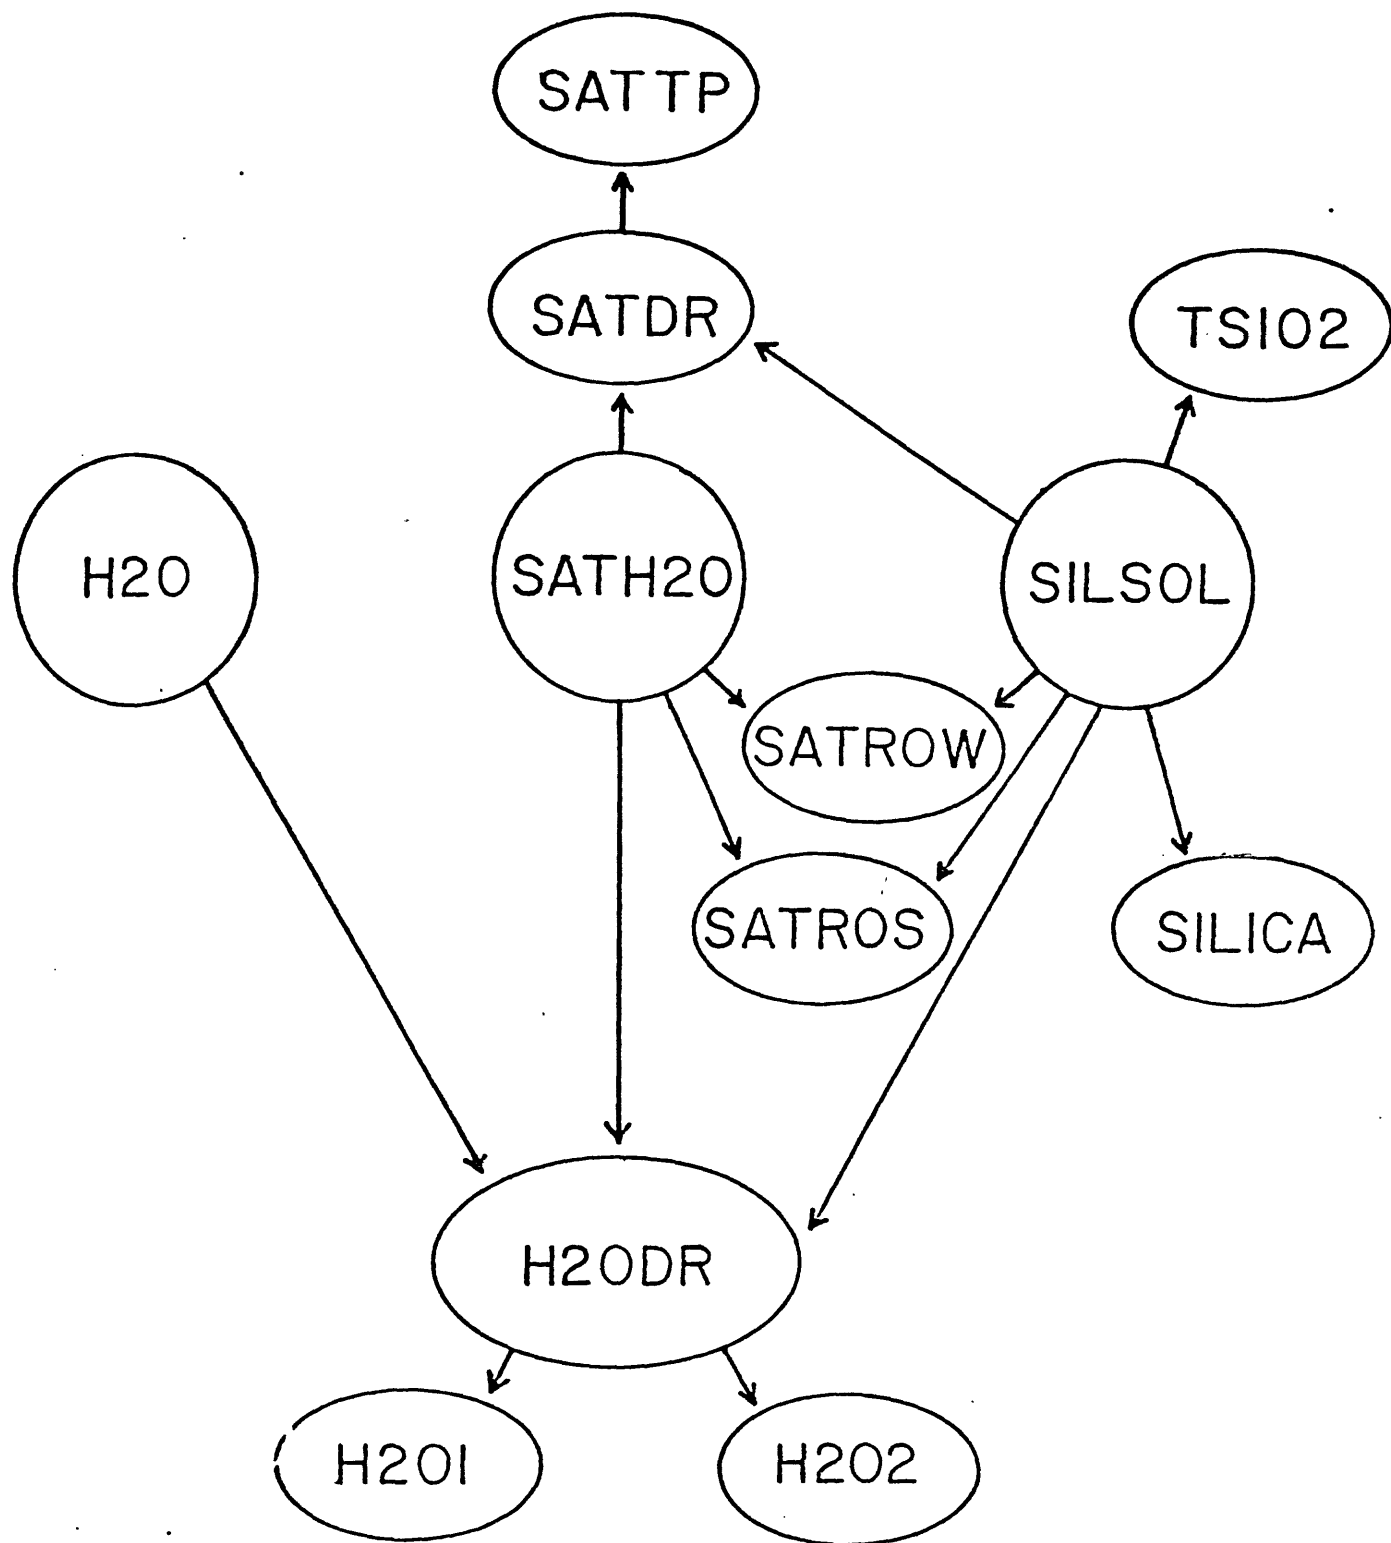 SATTP
SATDR
TSIO2
H2O
SATH2O
SILSOL
SATROW
SATROS
SILICA
H2ODR
H2O1
H2O2